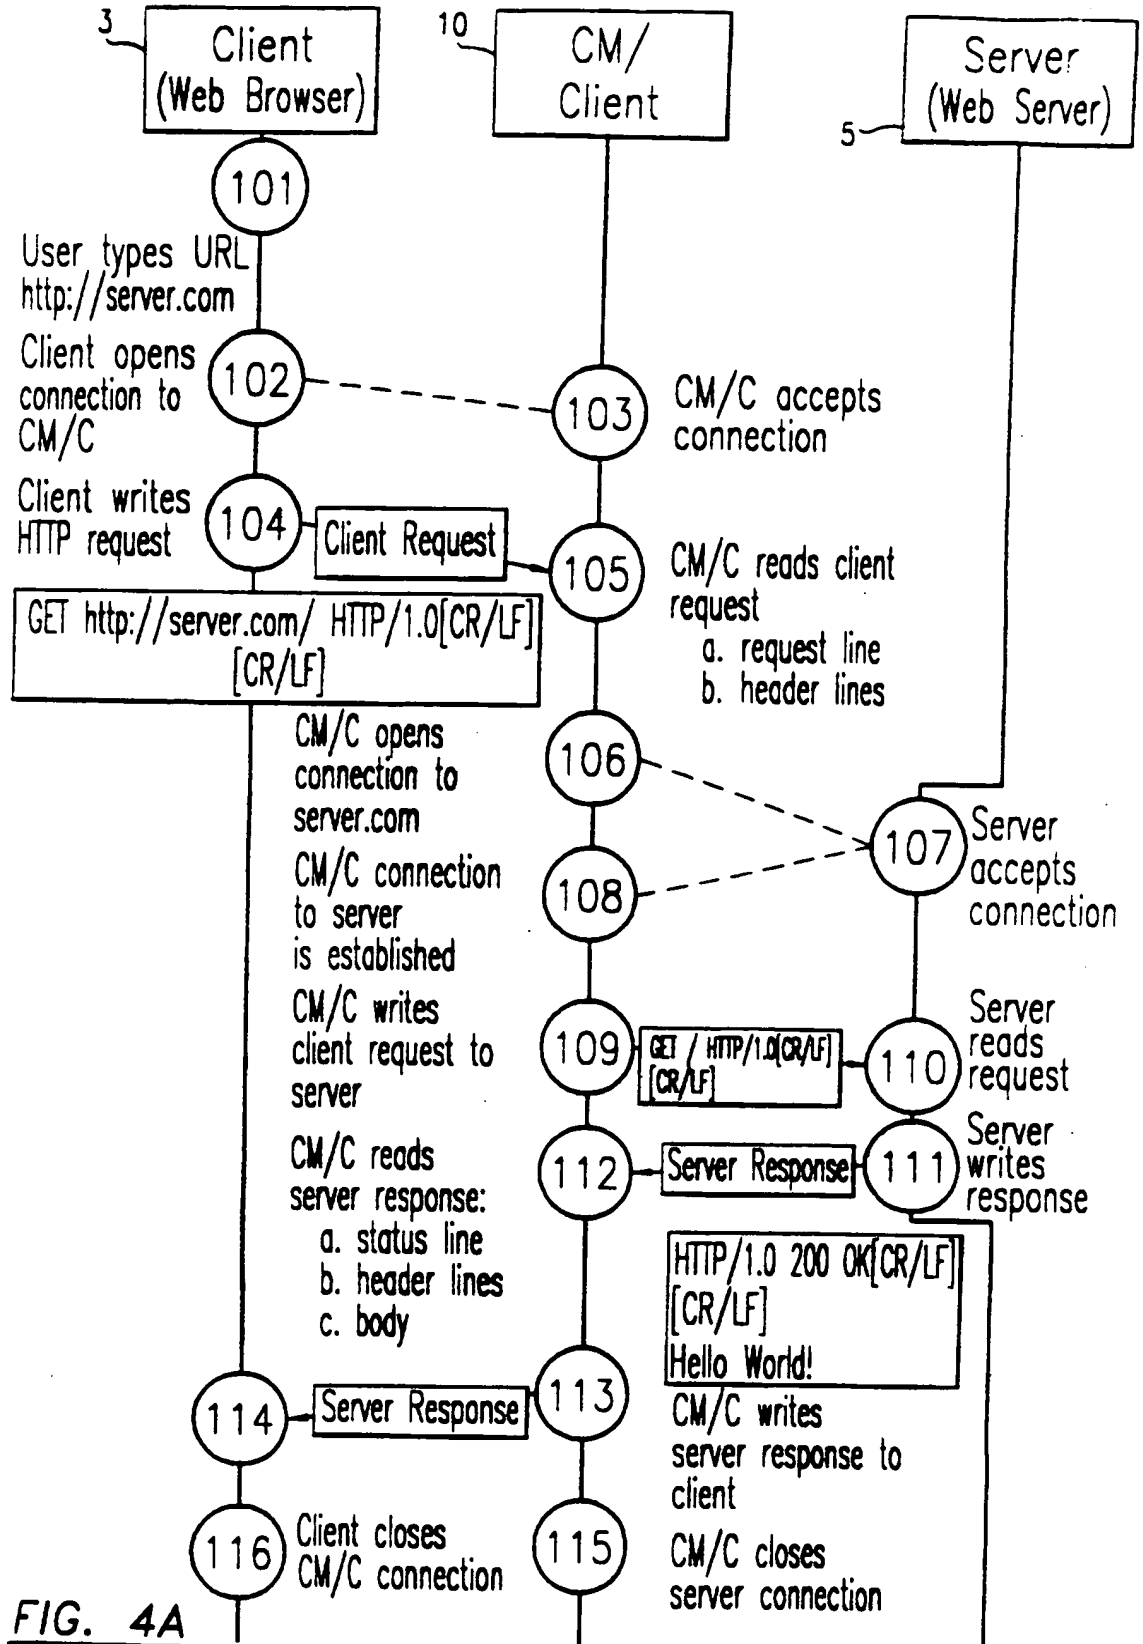 3
Client
(Web Browser)
10
CM/
Client
Server
(Web Server)
5
101
User types URL
http://server.com
Client opens
connection to
CM/C
102
103
CM/C accepts
connection
Client writes
HTTP request
104
Client Request
105
CM/C reads client
request
a. request line
b. header lines
GET http://server.com/ HTTP/1.0[CR/LF]
[CR/LF]
CM/C opens
connection to
server.com
106
107
Server
accepts
connection
CM/C connection
to server
is established
108
CM/C writes
client request to
server
109
GET / HTTP/1.0[CR/LF]
[CR/LF]
110
Server
reads
request
CM/C reads
server response:
a. status line
b. header lines
c. body
112
Server Response
111
Server
writes
response
HTTP/1.0 200 OK[CR/LF]
[CR/LF]
Hello World!
114
Server Response
113
CM/C writes
server response to
client
116
Client closes
CM/C connection
115
CM/C closes
server connection
FIG. 4A